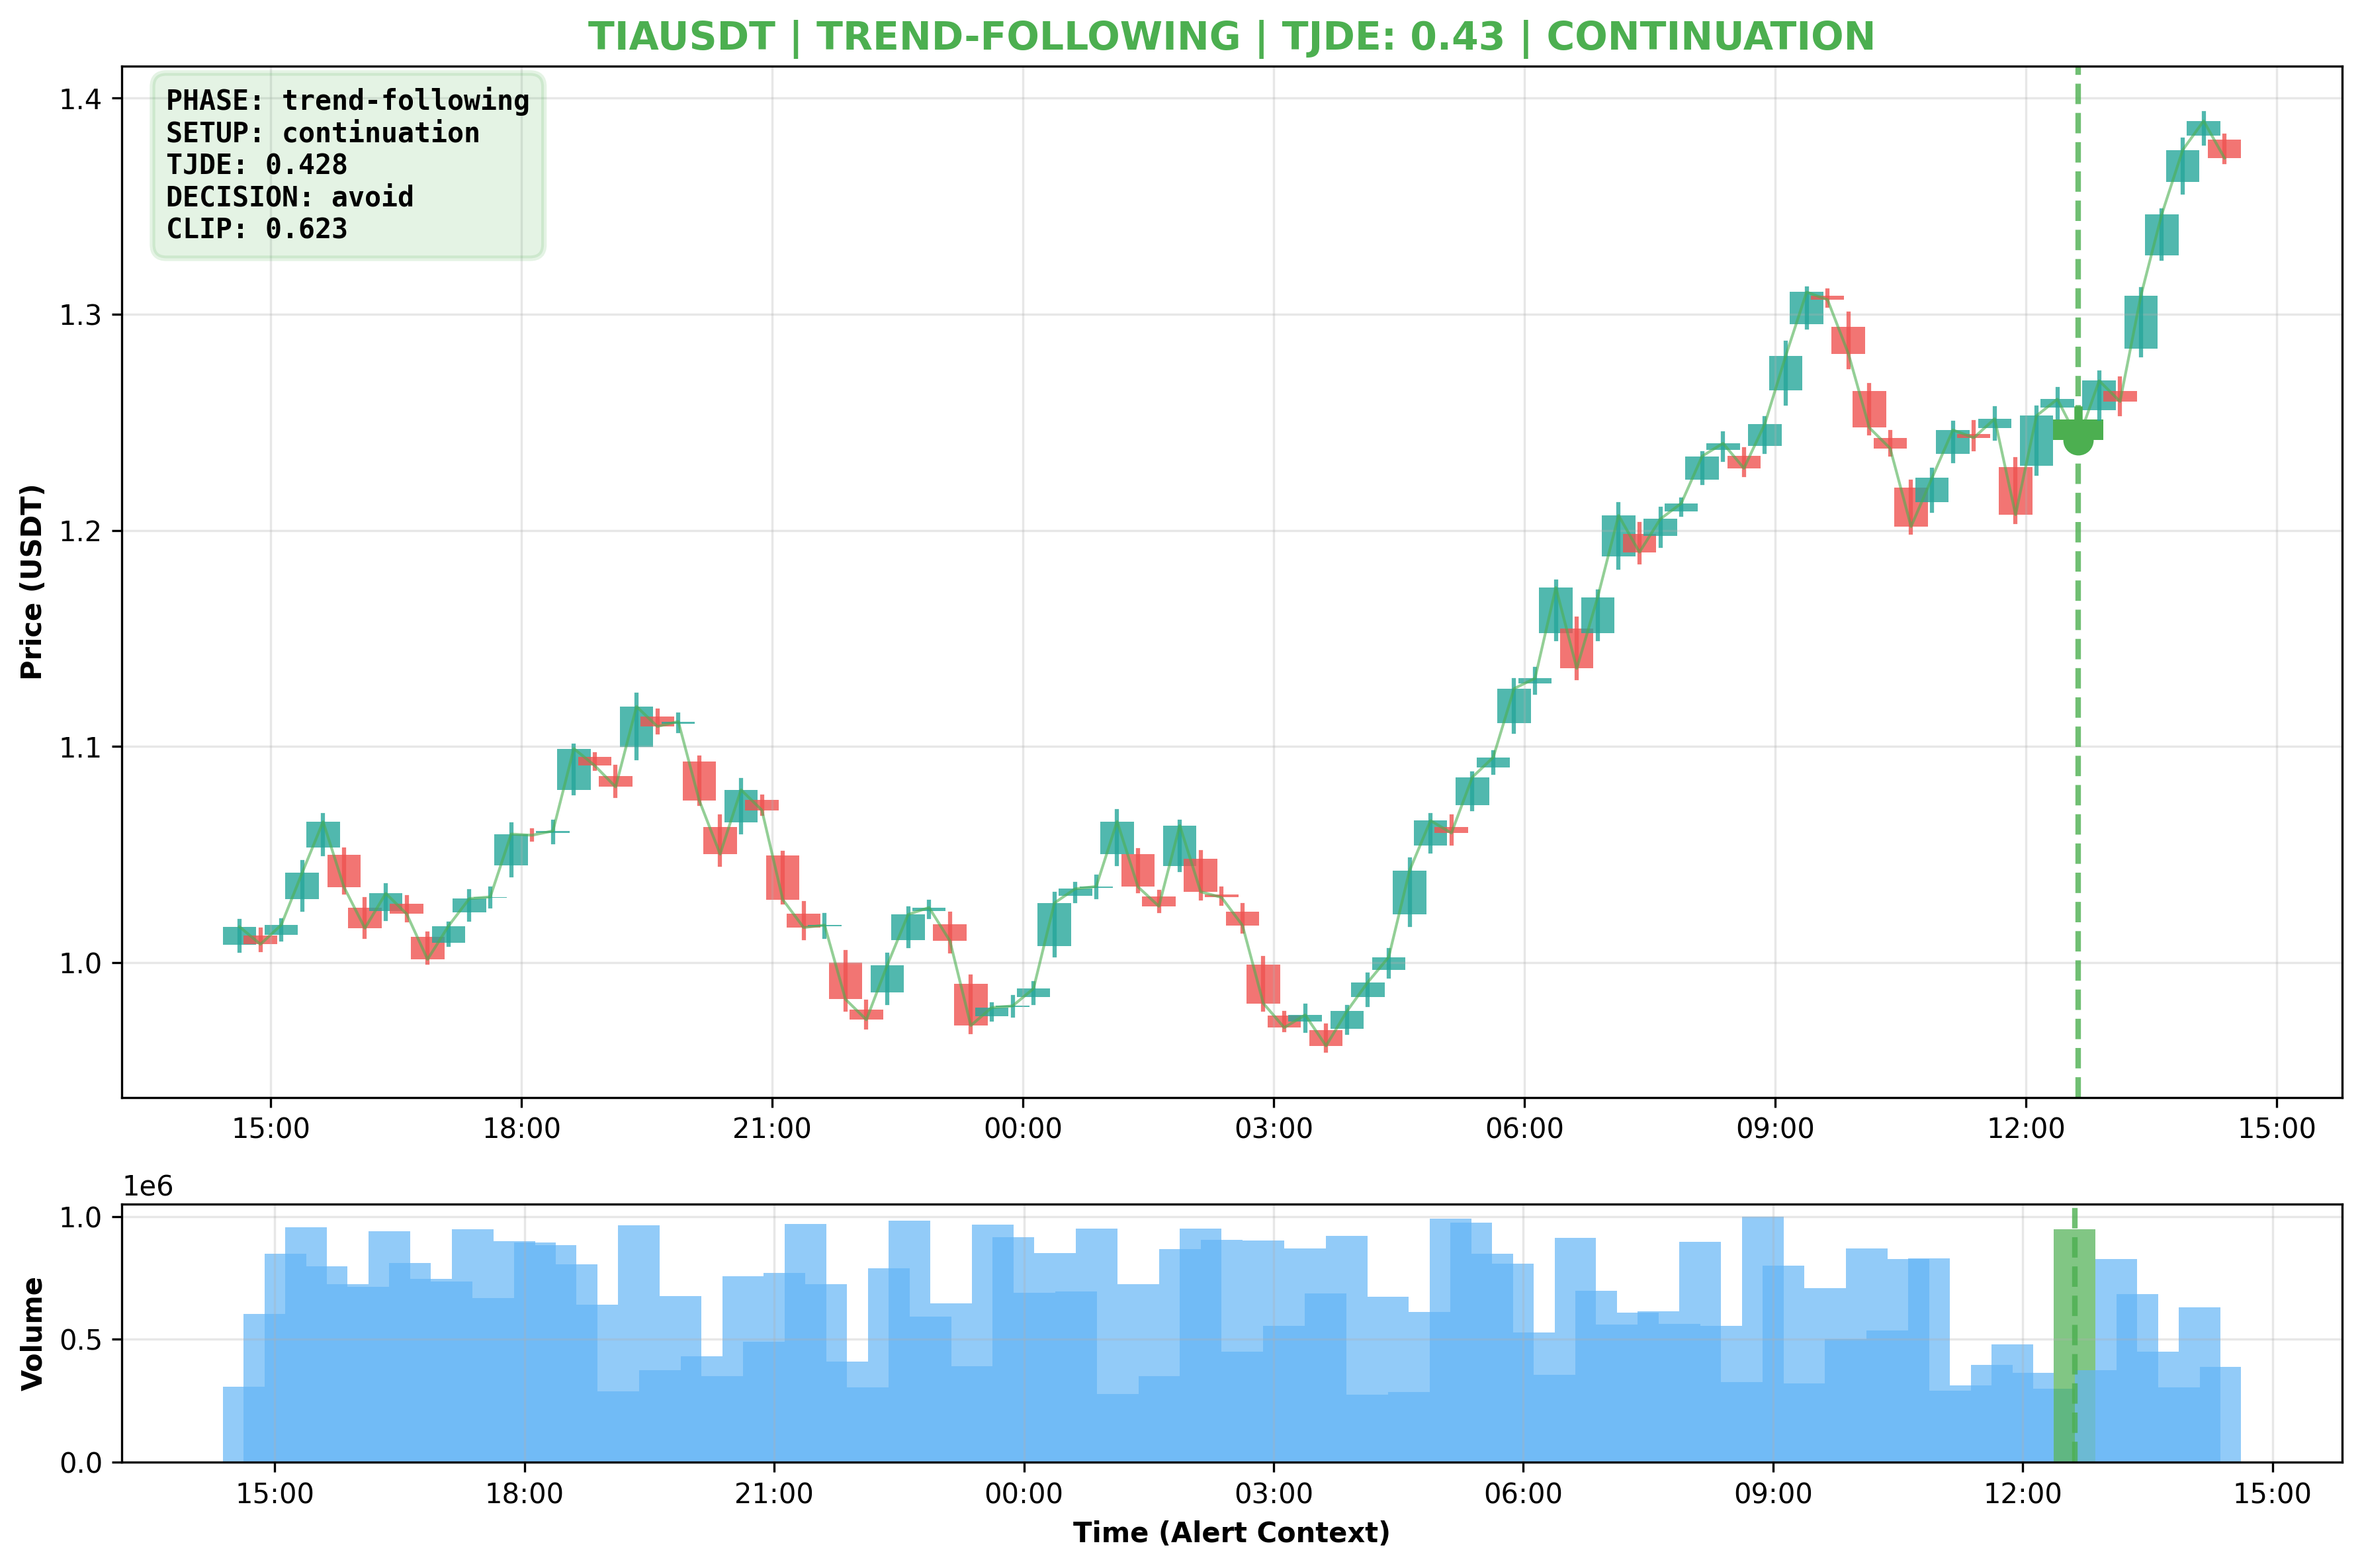 TIAUSDT | TREND-FOLLOWING | TJDE: 0.43 | CONTINUATION
PHASE: trend-following
SETUP: continuation
TJDE: 0.428
DECISION: avoid
CLIP: 0.623
Price (USDT)
1.4
1.3
1.2
1.1
1.0
15:00 18:00 21:00 00:00 03:00 06:00 09:00 12:00 15:00
1e6
Volume
1.0
0.5
0.0
15:00 18:00 21:00 00:00 03:00 06:00 09:00 12:00 15:00
Time (Alert Context)